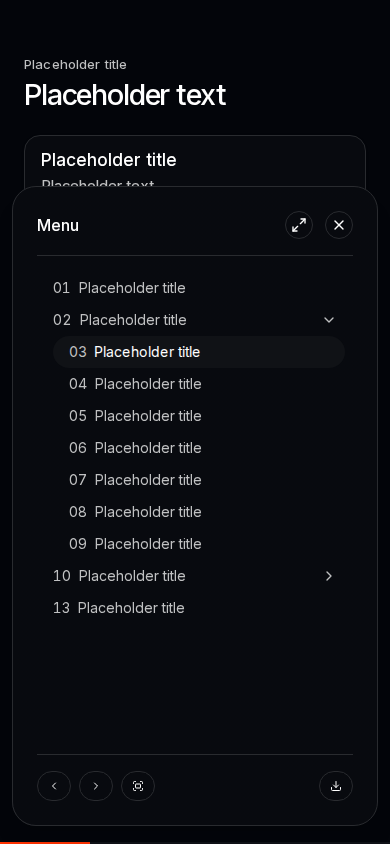 Placeholder title
Placeholder text
Placeholder title
Placeholder text
Menu
01 Placeholder title
02 Placeholder title
03 Placeholder title
04 Placeholder title
05 Placeholder title
06 Placeholder title
07 Placeholder title
08 Placeholder title
09 Placeholder title
10 Placeholder title
13 Placeholder title